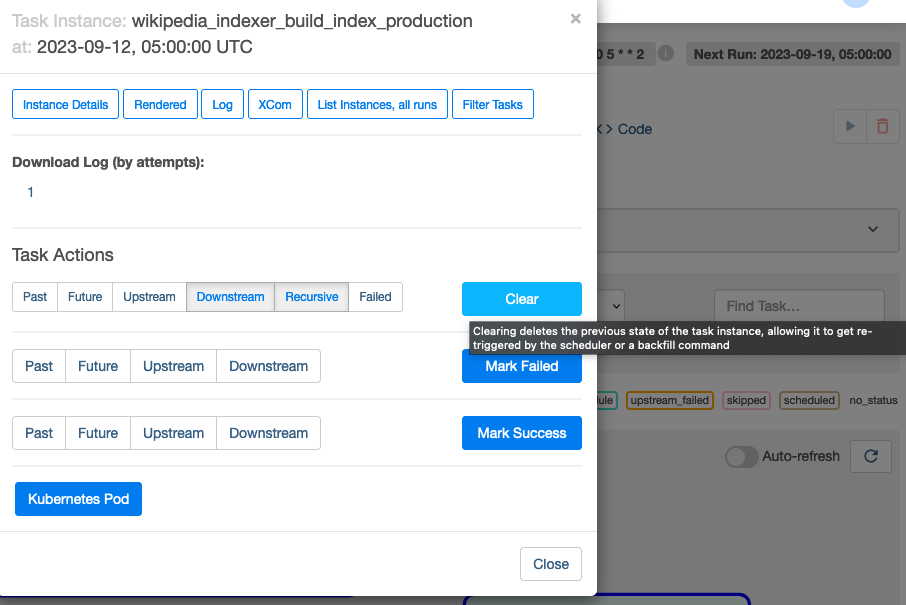 Task Instance: wikipedia_indexer_build_index_production
at: 2023-09-12, 05:00:00 UTC
×
0 5 * * 2
Next Run: 2023-09-19, 05:00:00
Instance Details
Rendered
Log
XCom
List Instances, all runs
Filter Tasks
<> Code
Download Log (by attempts):
1
Task Actions
Past
Future
Upstream
Downstream
Recursive
Failed
Clear
Find Task...
Clearing deletes the previous state of the task instance, allowing it to get re-
triggered by the scheduler or a backfill command
Past
Future
Upstream
Downstream
Mark Failed
upstream_failed
skipped
scheduled
no_status
Past
Future
Upstream
Downstream
Mark Success
Auto-refresh
Kubernetes Pod
Close